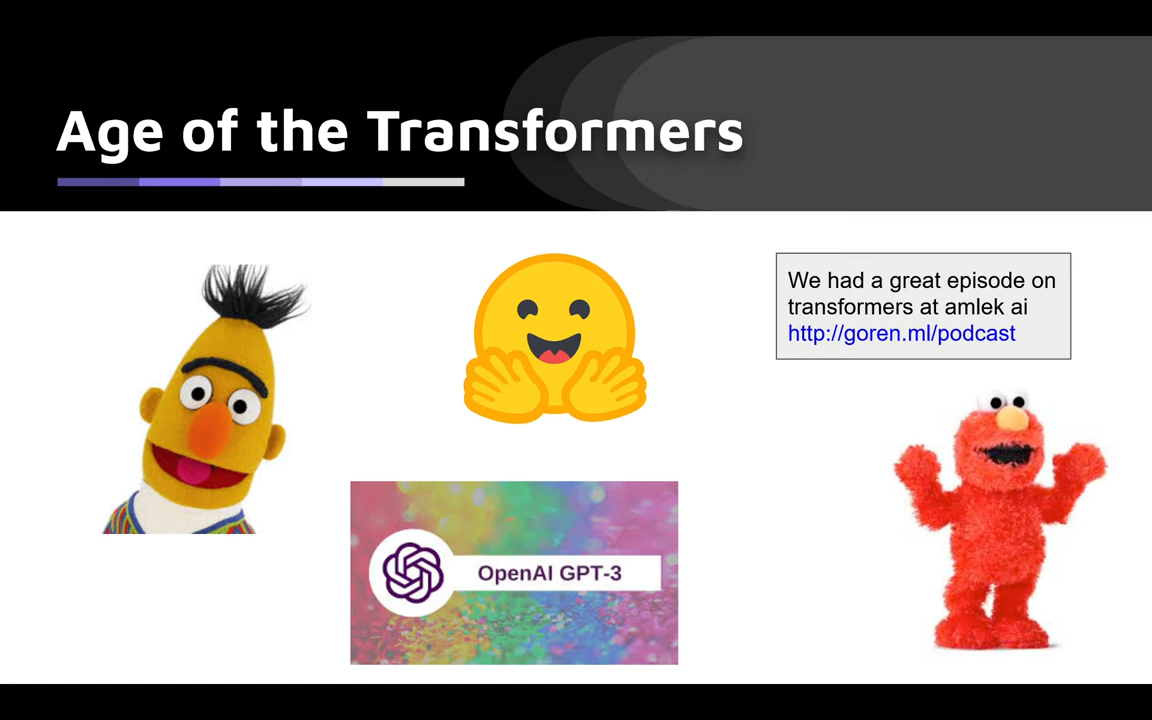 Age of the Transformers
We had a great episode on
transformers at amlek ai
http://goren.ml/podcast
OpenAI GPT-3